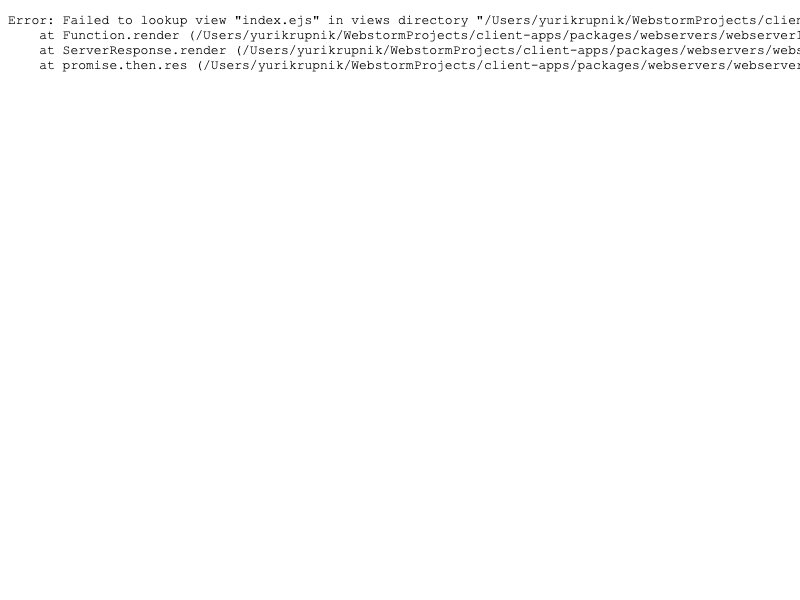 Error: Failed to lookup view "index.ejs" in views directory "/Users/yurikrupnik/WebstormProjects/clien
at Function.render (/Users/yurikrupnik/WebstormProjects/client-apps/packages/webservers/webserver1
at ServerResponse.render (/Users/yurikrupnik/WebstormProjects/client-apps/packages/webservers/webs
at promise.then.res (/Users/yurikrupnik/WebstormProjects/client-apps/packages/webservers/webserver